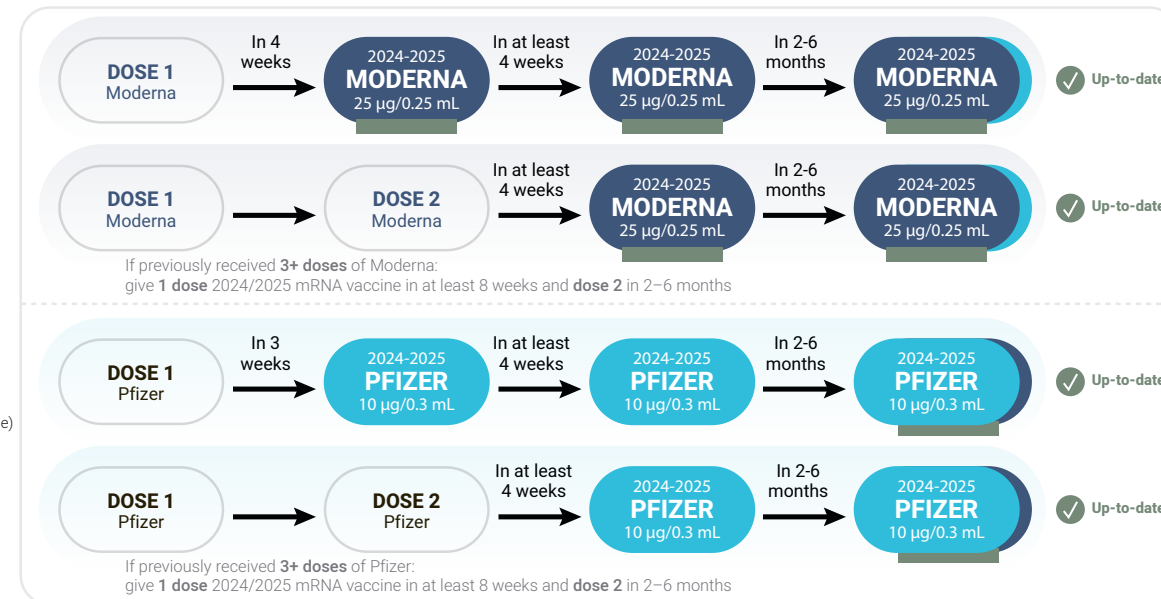 In 4
weeks
In at least
4 weeks
In 2-6
months
DOSE 1
Moderna
2024-2025
MODERNA
25 µg/0.25 mL
2024-2025
MODERNA
25 µg/0.25 mL
2024-2025
MODERNA
25 µg/0.25 mL
Up-to-date
In at least
4 weeks
In 2-6
months
DOSE 1
Moderna
DOSE 2
Moderna
2024-2025
MODERNA
25 µg/0.25 mL
2024-2025
MODERNA
25 µg/0.25 mL
Up-to-date
If previously received 3+ doses of Moderna:
give 1 dose 2024/2025 mRNA vaccine in at least 8 weeks and dose 2 in 2–6 months
In 3
weeks
In at least
4 weeks
In 2-6
months
DOSE 1
Pfizer
2024-2025
PFIZER
10 µg/0.3 mL
2024-2025
PFIZER
10 µg/0.3 mL
2024-2025
PFIZER
10 µg/0.3 mL
Up-to-date
e)
In at least
4 weeks
In 2-6
months
DOSE 1
Pfizer
DOSE 2
Pfizer
2024-2025
PFIZER
10 µg/0.3 mL
2024-2025
PFIZER
10 µg/0.3 mL
Up-to-date
If previously received 3+ doses of Pfizer:
give 1 dose 2024/2025 mRNA vaccine in at least 8 weeks and dose 2 in 2–6 months